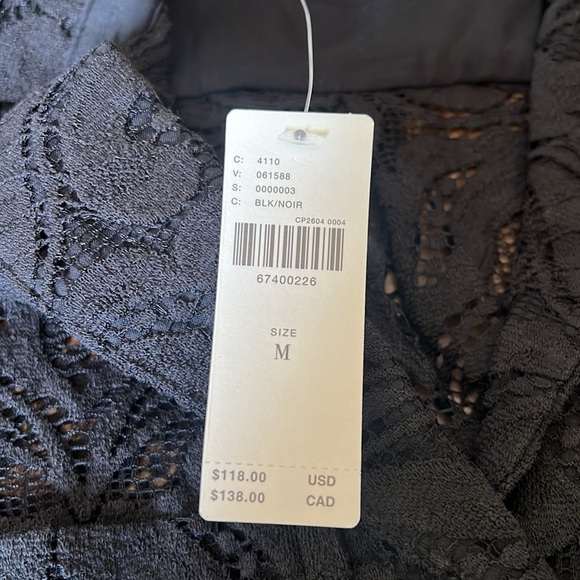 C: 4110
V: 061588
S: 0000003
C: BLK/NOIR
CP2604 0004
67400226
SIZE
M
$118.00 USD
$138.00 CAD